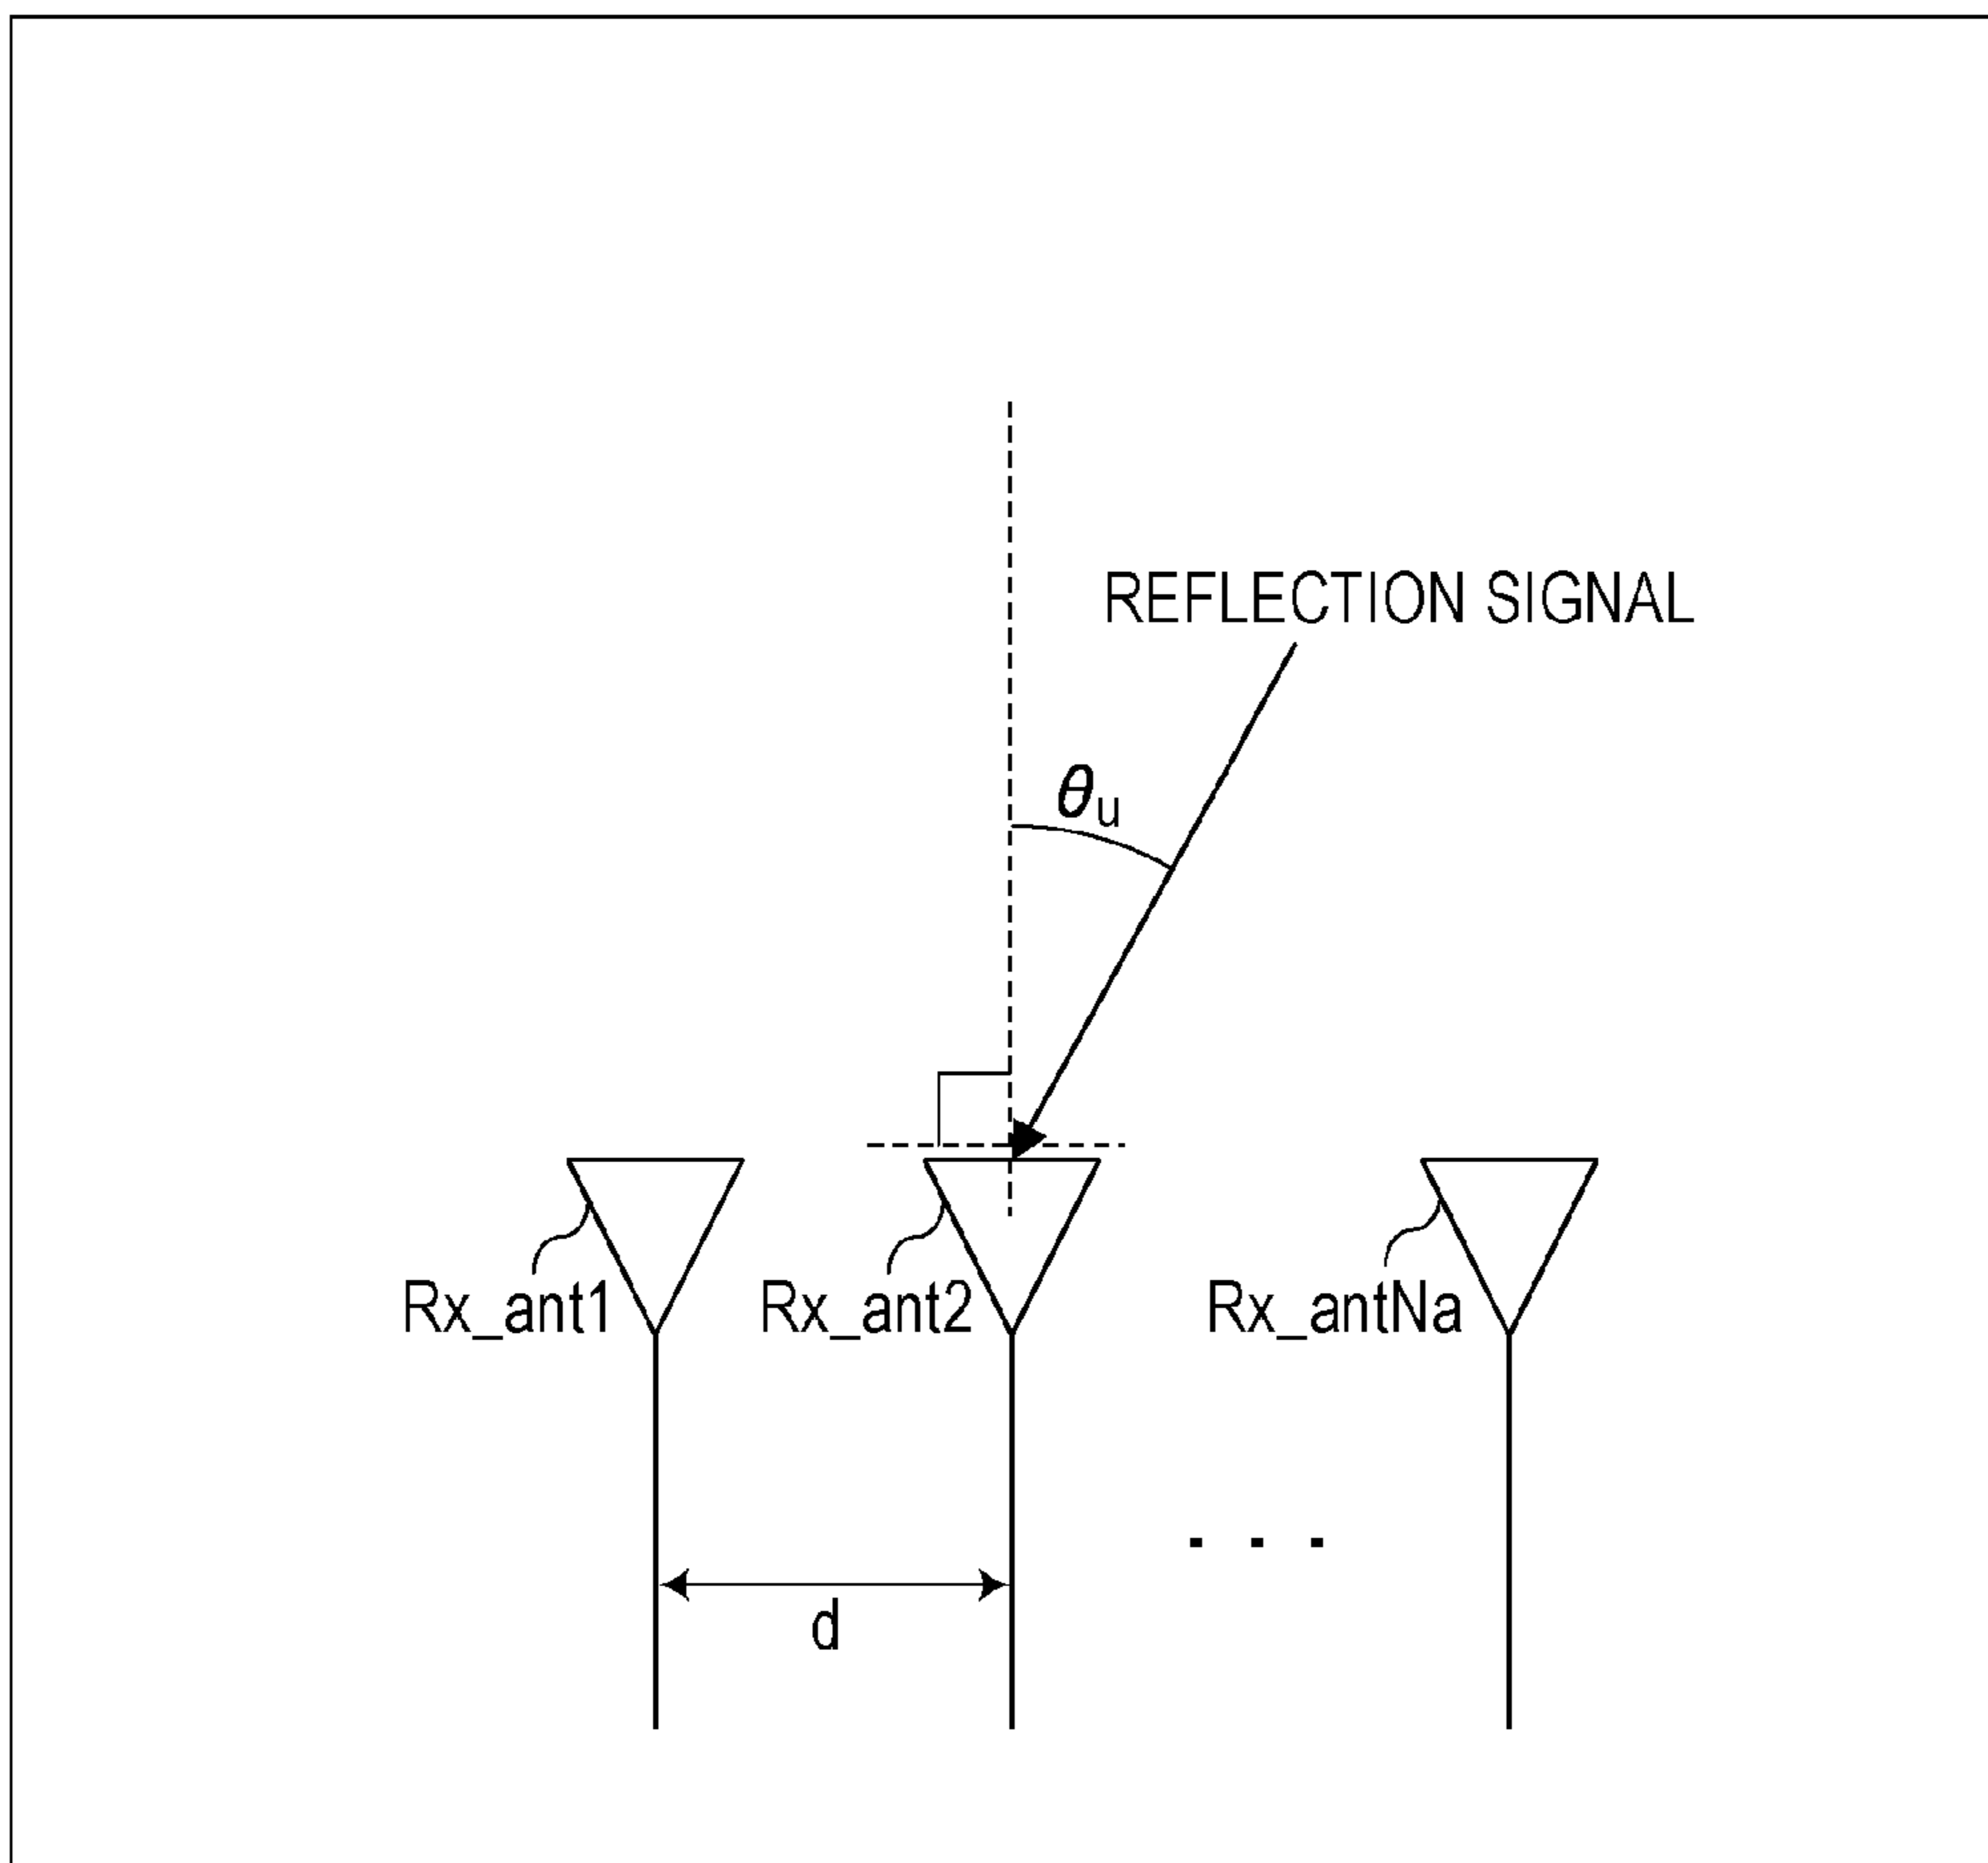 REFLECTION SIGNAL
θu
Rx_ant1
Rx_ant2
Rx_antNa
. . .
d